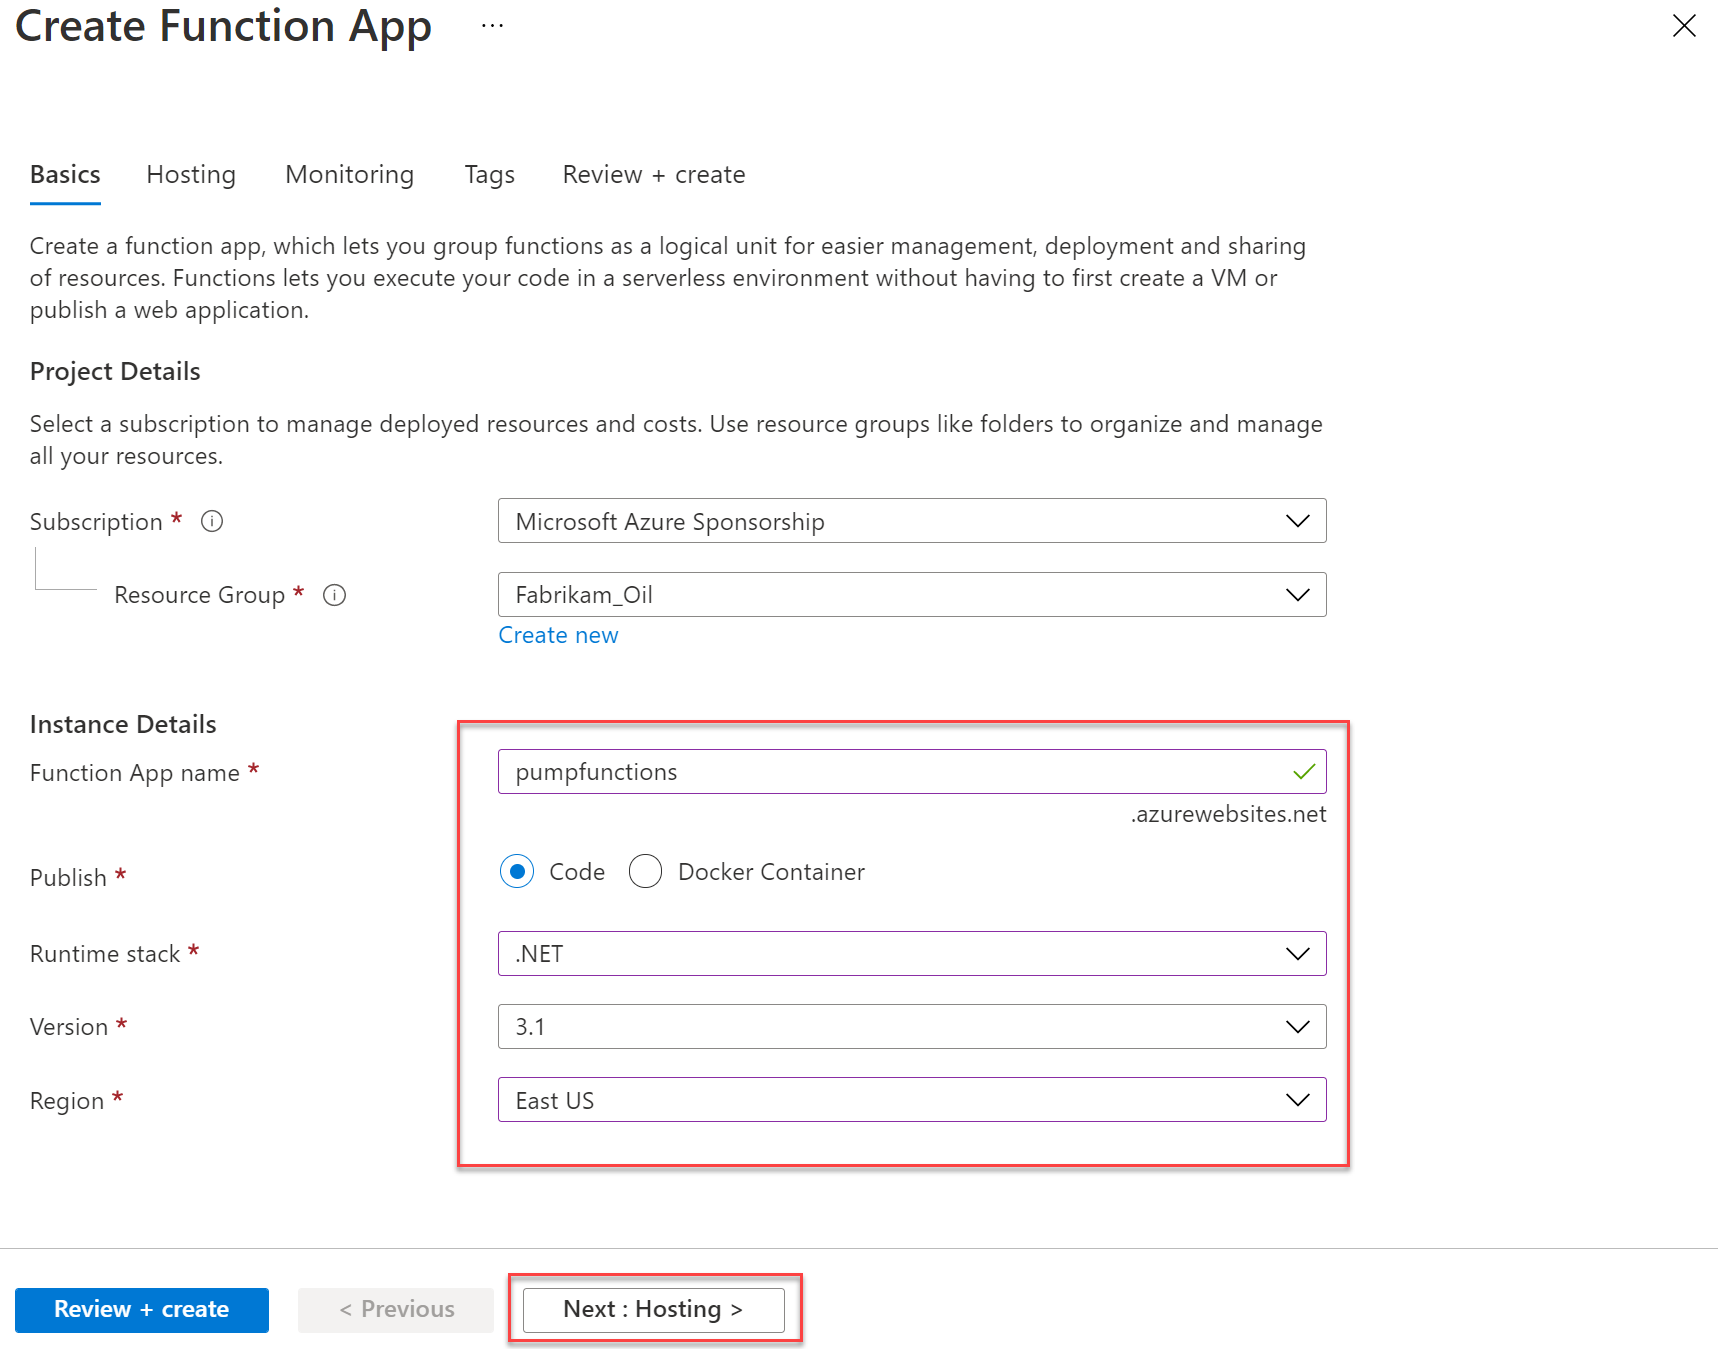 Create Function App ...
Basics Hosting Monitoring Tags Review + create
Create a function app, which lets you group functions as a logical unit for easier management, deployment and sharing
of resources. Functions lets you execute your code in a serverless environment without having to first create a VM or
publish a web application.
Project Details
Select a subscription to manage deployed resources and costs. Use resource groups like folders to organize and manage
all your resources.
Subscription * Microsoft Azure Sponsorship
Resource Group * Fabrikam_Oil
Create new
Instance Details
Function App name * pumpfunctions
.azurewebsites.net
Publish * Code Docker Container
Runtime stack * .NET
Version * 3.1
Region * East US
Review + create < Previous Next : Hosting >